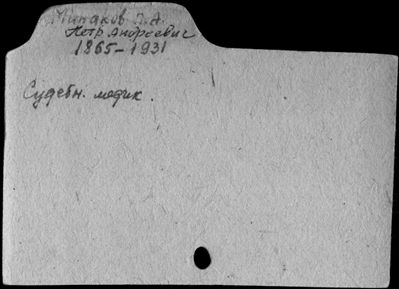 Минаков П. А.
Петр Андреевич
1865-1931
Судебн. медик.